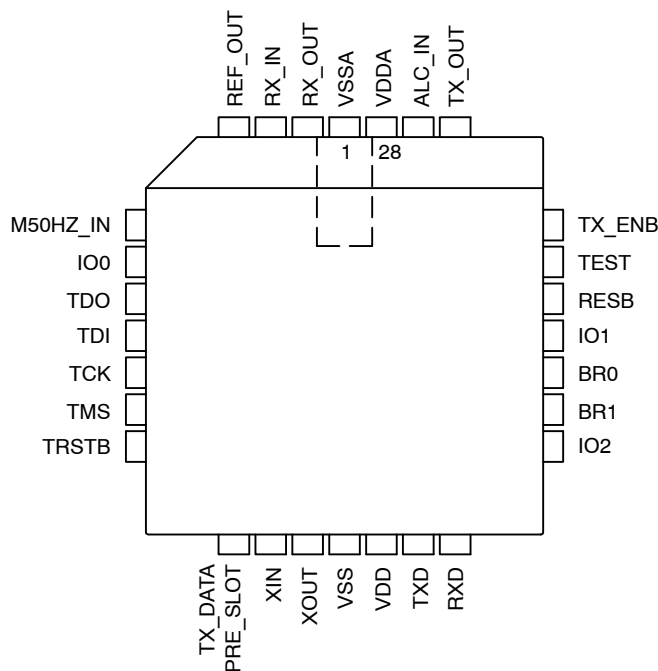 REF_OUT
RX_IN
RX_OUT
VSSA
VDDA
ALC_IN
TX_OUT
1
28
M50HZ_IN
IO0
TDO
TDI
TCK
TMS
TRSTB
TX_ENB
TEST
RESB
IO1
BR0
BR1
IO2
TX_DATA
PRE_SLOT
XIN
XOUT
VSS
VDD
TXD
RXD